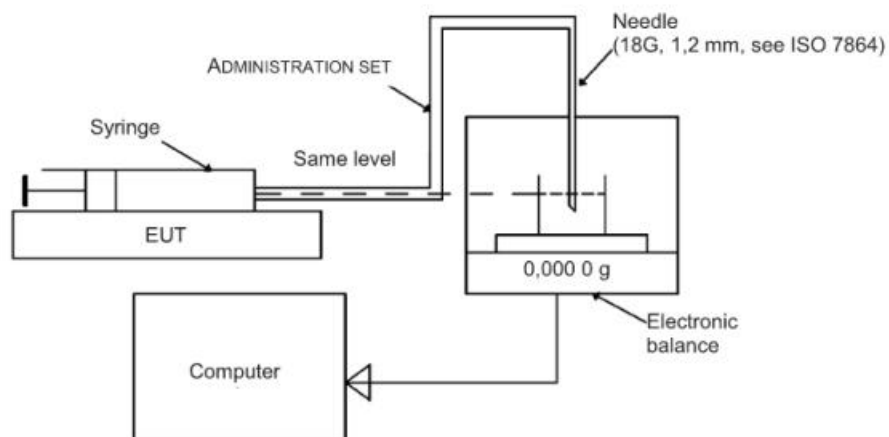 Needle
(18G, 1,2 mm, see ISO 7864)
ADMINISTRATION SET
Syringe
Same level
EUT
0,000 0 g
Electronic
balance
Computer